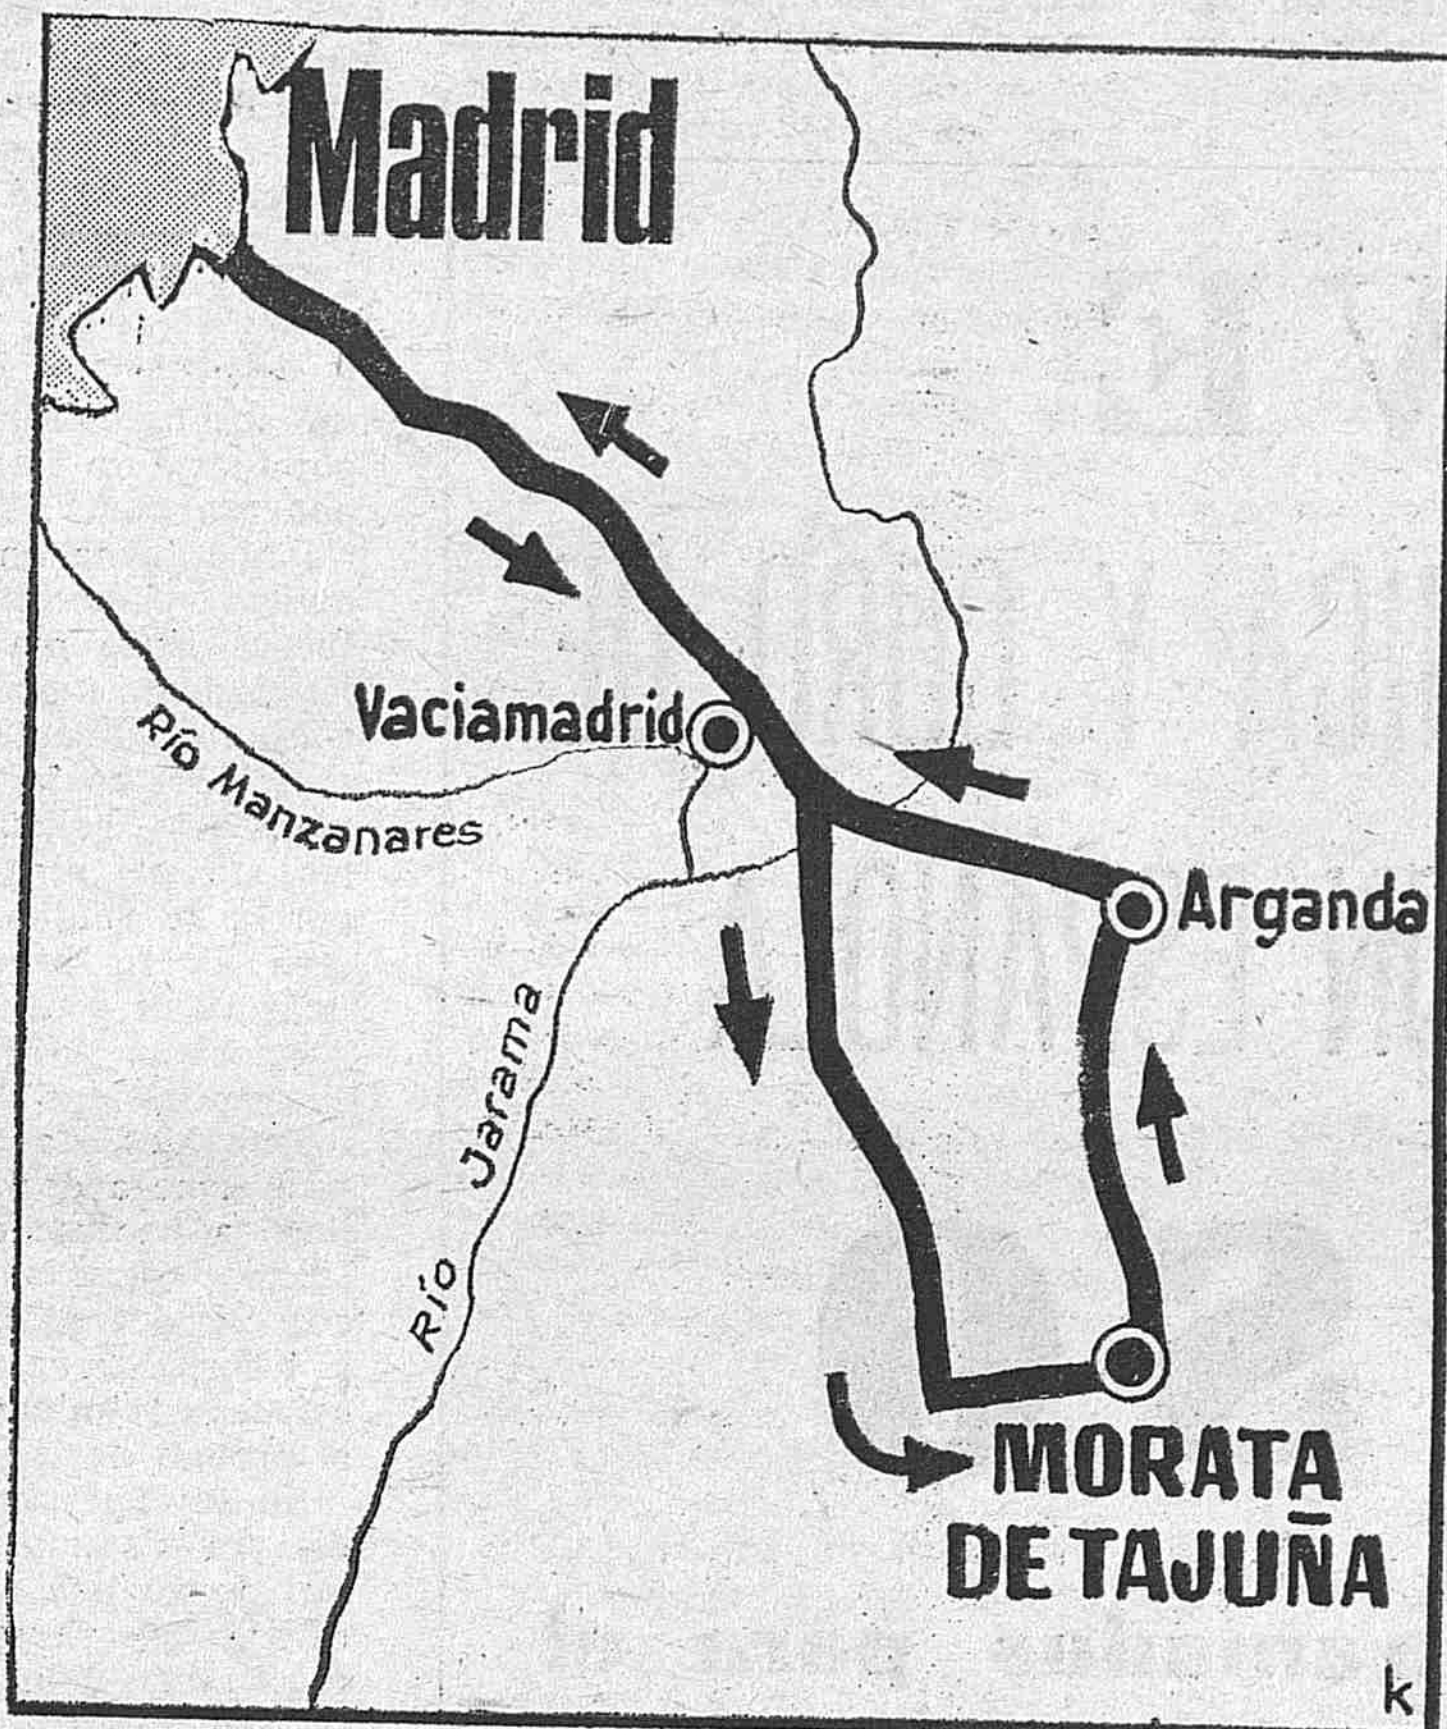 Madrid
Vaciamadrid
Río Manzanares
Arganda
Río Jarama
MORATA
DE TAJUÑA
k